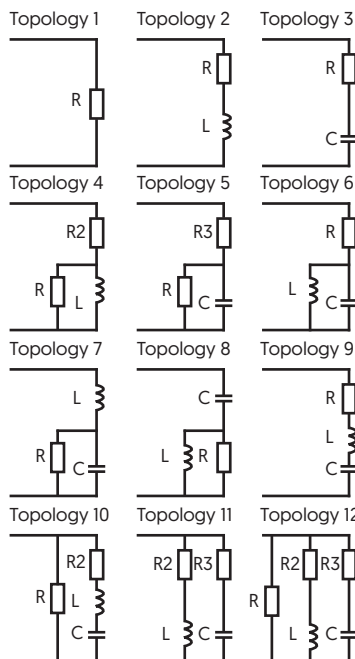 Topology 1 Topology 2 Topology 3
R R R
L C
Topology 4 Topology 5 Topology 6
R2 R3 R
R L R C L C
Topology 7 Topology 8 Topology 9
L C R
R C L R L
C
Topology 10 Topology 11 Topology 12
R2 R2 R3 R2 R3
R L R
C L C L C